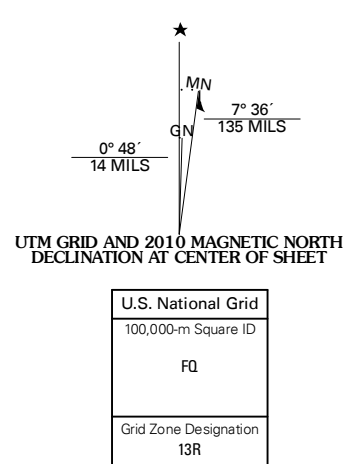 ★
MN
7° 36´
135 MILS
GN
0° 48´
14 MILS
UTM GRID AND 2010 MAGNETIC NORTH
DECLINATION AT CENTER OF SHEET
U.S. National Grid
100,000-m Square ID
FQ
Grid Zone Designation
13R